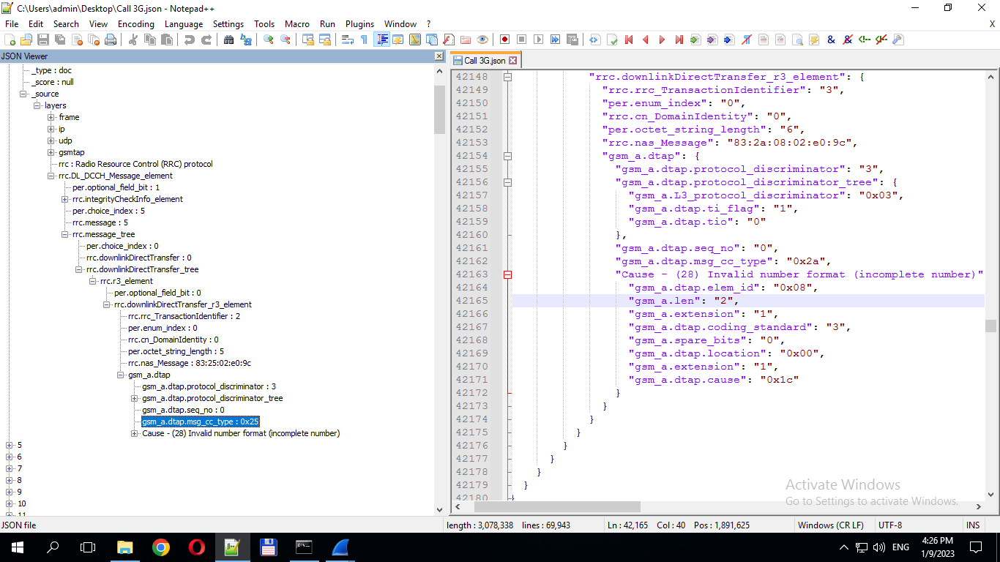 C:\Users\admin\Desktop\Call 3G.json - Notepad++
File Edit Search View Encoding Language Settings Tools Macro Run Plugins Window ? X
JSON Viewer
_type : doc
_score : null
_source
layers
frame
ip
udp
gsmtap
rrc : Radio Resource Control (RRC) protocol
rrc.DL_DCCH_Message_element
per.optional_field_bit : 1
rrc.integrityCheckInfo_element
per.choice_index : 5
rrc.message : 5
rrc.message_tree
per.choice_index : 0
rrc.downlinkDirectTransfer : 0
rrc.downlinkDirectTransfer_tree
rrc.r3_element
per.optional_field_bit : 0
rrc.downlinkDirectTransfer_r3_element
rrc.rrc_TransactionIdentifier : 2
per.enum_index : 0
rrc.cn_DomainIdentity : 0
per.octet_string_length : 5
rrc.nas_Message : 83:25:02:e0:9c
gsm_a.dtap
gsm_a.dtap.protocol_discriminator : 3
gsm_a.dtap.protocol_discriminator_tree
gsm_a.dtap.seq_no : 0
gsm_a.dtap.msg_cc_type : 0x25
Cause - (28) Invalid number format (incomplete number)
5
6
7
8
9
10
11
Call 3G.json
42148 "rrc.downlinkDirectTransfer_r3_element": {
42149 "rrc.rrc_TransactionIdentifier": "3",
42150 "per.enum_index": "0",
42151 "rrc.cn_DomainIdentity": "0",
42152 "per.octet_string_length": "6",
42153 "rrc.nas_Message": "83:2a:08:02:e0:9c",
42154 "gsm_a.dtap": {
42155 "gsm_a.dtap.protocol_discriminator": "3",
42156 "gsm_a.dtap.protocol_discriminator_tree": {
42157 "gsm_a.L3_protocol_discriminator": "0x03",
42158 "gsm_a.dtap.ti_flag": "1",
42159 "gsm_a.dtap.tio": "0"
42160 },
42161 "gsm_a.dtap.seq_no": "0",
42162 "gsm_a.dtap.msg_cc_type": "0x2a",
42163 "Cause - (28) Invalid number format (incomplete number)"
42164 "gsm_a.dtap.elem_id": "0x08",
42165 "gsm_a.len": "2",
42166 "gsm_a.extension": "1",
42167 "gsm_a.dtap.coding_standard": "3",
42168 "gsm_a.spare_bits": "0",
42169 "gsm_a.dtap.location": "0x00",
42170 "gsm_a.extension": "1",
42171 "gsm_a.dtap.cause": "0x1c"
42172 }
42173 }
42174 }
42175 }
42176 }
42177 }
42178 }
42179 }
42180
Activate Windows
Go to Settings to activate Windows.
JSON file length : 3,078,338 lines : 69,943 Ln : 42,165 Col : 40 Pos : 1,891,625 Windows (CR LF) UTF-8 INS
ENG
4:26 PM
1/9/2023